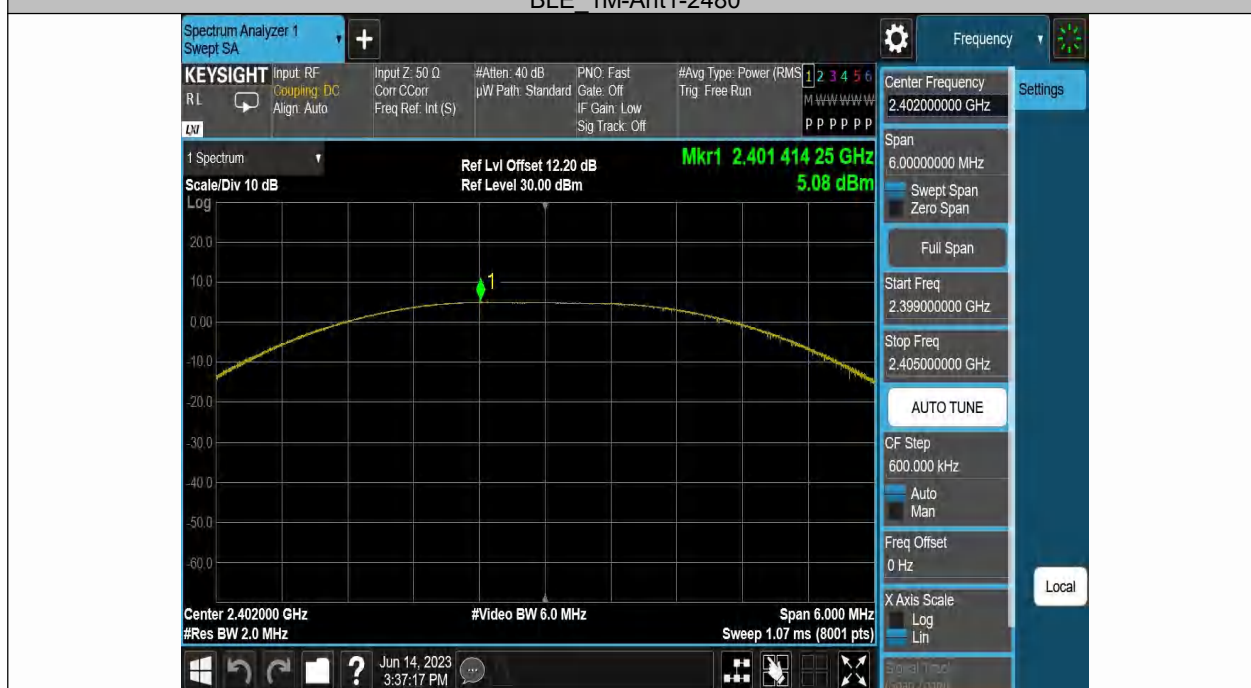 BLE_1M-Ant1-2480
Spectrum Analyzer 1
Swept SA
+
Frequency
KEYSIGHT
RL
LXI
Input: RF
Coupling: DC
Align: Auto
Input Z: 50 Ω
Corr CCorr
Freq Ref: Int (S)
#Atten: 40 dB
µW Path: Standard
PNO: Fast
Gate: Off
IF Gain: Low
Sig Track: Off
#Avg Type: Power (RMS
Trig: Free Run
1 2 3 4 5 6
M W W W W W
P P P P P P
1 Spectrum
Scale/Div 10 dB
Ref Lvl Offset 12.20 dB
Ref Level 30.00 dBm
Mkr1 2.401 414 25 GHz
5.08 dBm
Log
20.0
10.0
0.00
-10.0
-20.0
-30.0
-40.0
-50.0
-60.0
1
Center 2.402000 GHz
#Res BW 2.0 MHz
#Video BW 6.0 MHz
Span 6.000 MHz
Sweep 1.07 ms (8001 pts)
Jun 14, 2023
3:37:17 PM
?
Center Frequency
2.402000000 GHz
Settings
Span
6.00000000 MHz
Swept Span
Zero Span
Full Span
Start Freq
2.399000000 GHz
Stop Freq
2.405000000 GHz
AUTO TUNE
CF Step
600.000 kHz
Auto
Man
Freq Offset
0 Hz
X Axis Scale
Log
Lin
Local